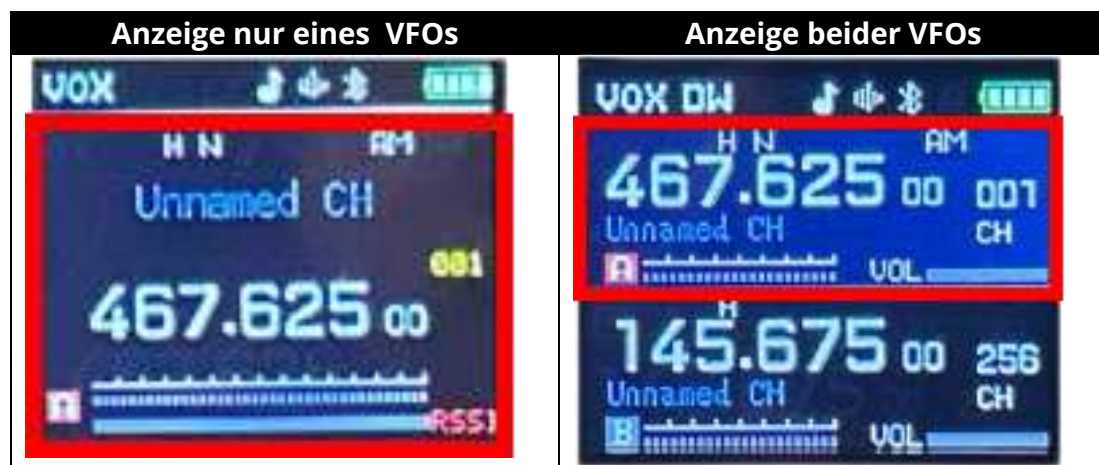 Anzeige nur eines VFOs
Anzeige beider VFOs
VOX
H N AM
Unnamed CH
001
467.625 00
A
RSSI
VOX DW
H N AM
467.625 00 001
Unnamed CH CH
A VOL
H
145.675 00 256
Unnamed CH CH
B VOL